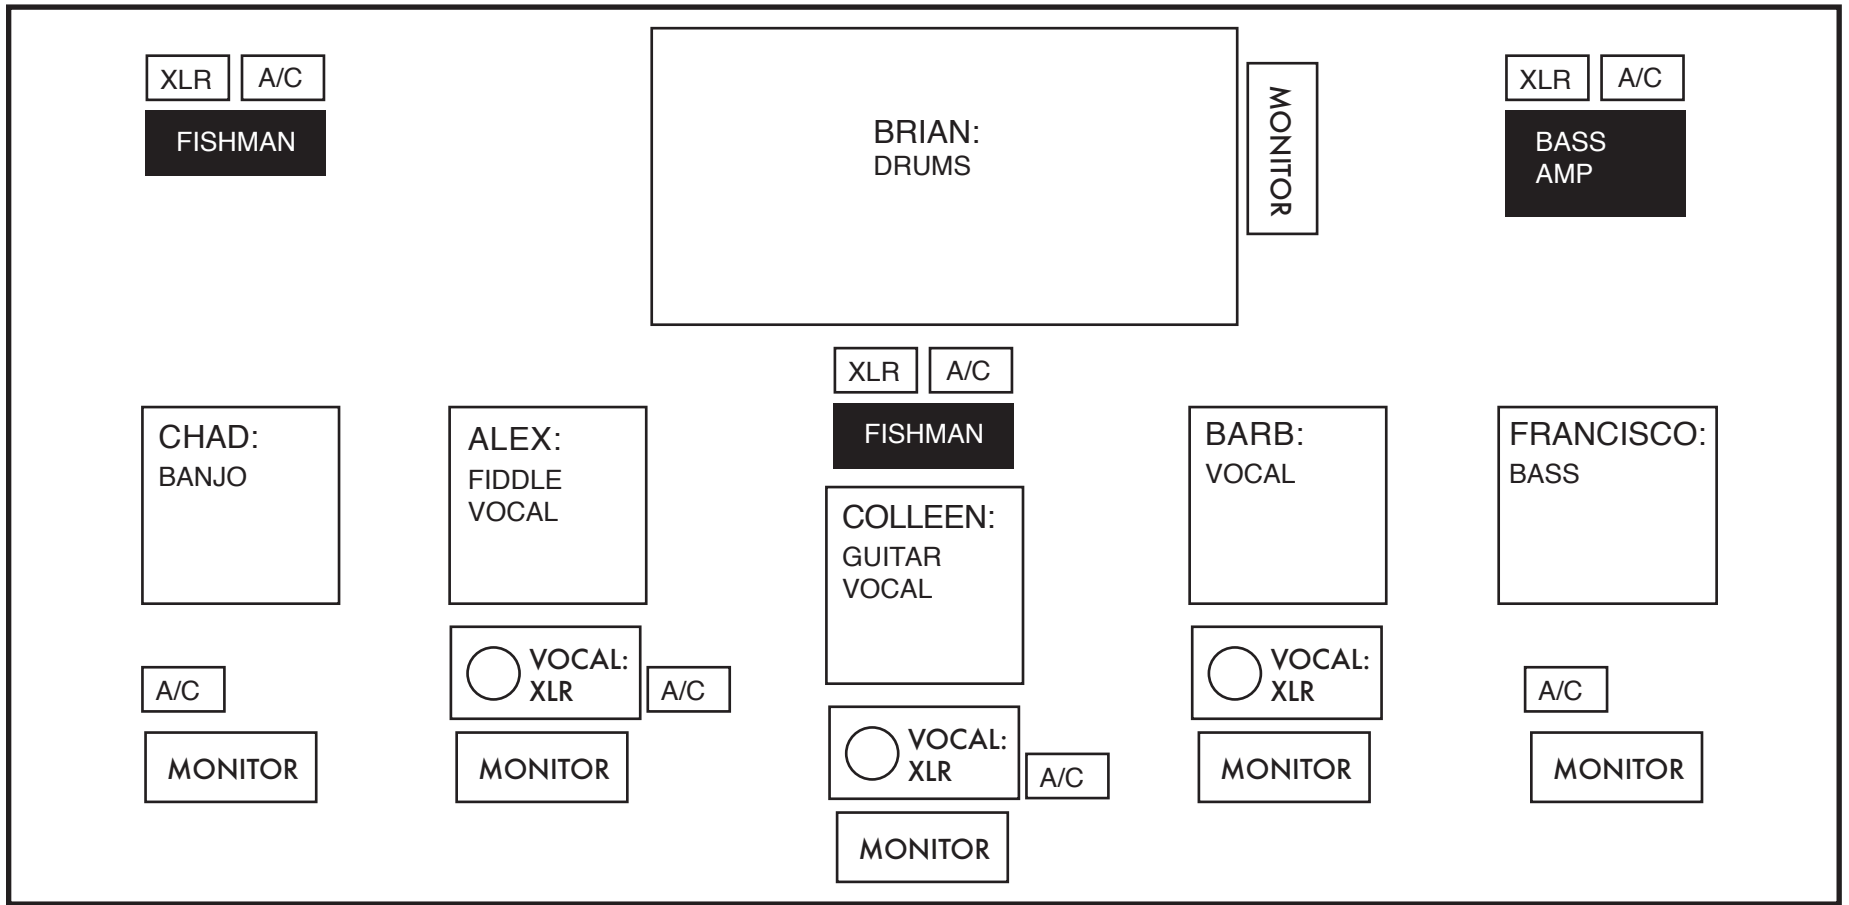 XLR
A/C
FISHMAN
BRIAN:
DRUMS
MONITOR
XLR
A/C
BASS
AMP
XLR
A/C
FISHMAN
CHAD:
BANJO
ALEX:
FIDDLE
VOCAL
COLLEEN:
GUITAR
VOCAL
BARB:
VOCAL
FRANCISCO:
BASS
A/C
MONITOR
VOCAL:
XLR
A/C
MONITOR
VOCAL:
XLR
A/C
MONITOR
VOCAL:
XLR
MONITOR
A/C
MONITOR